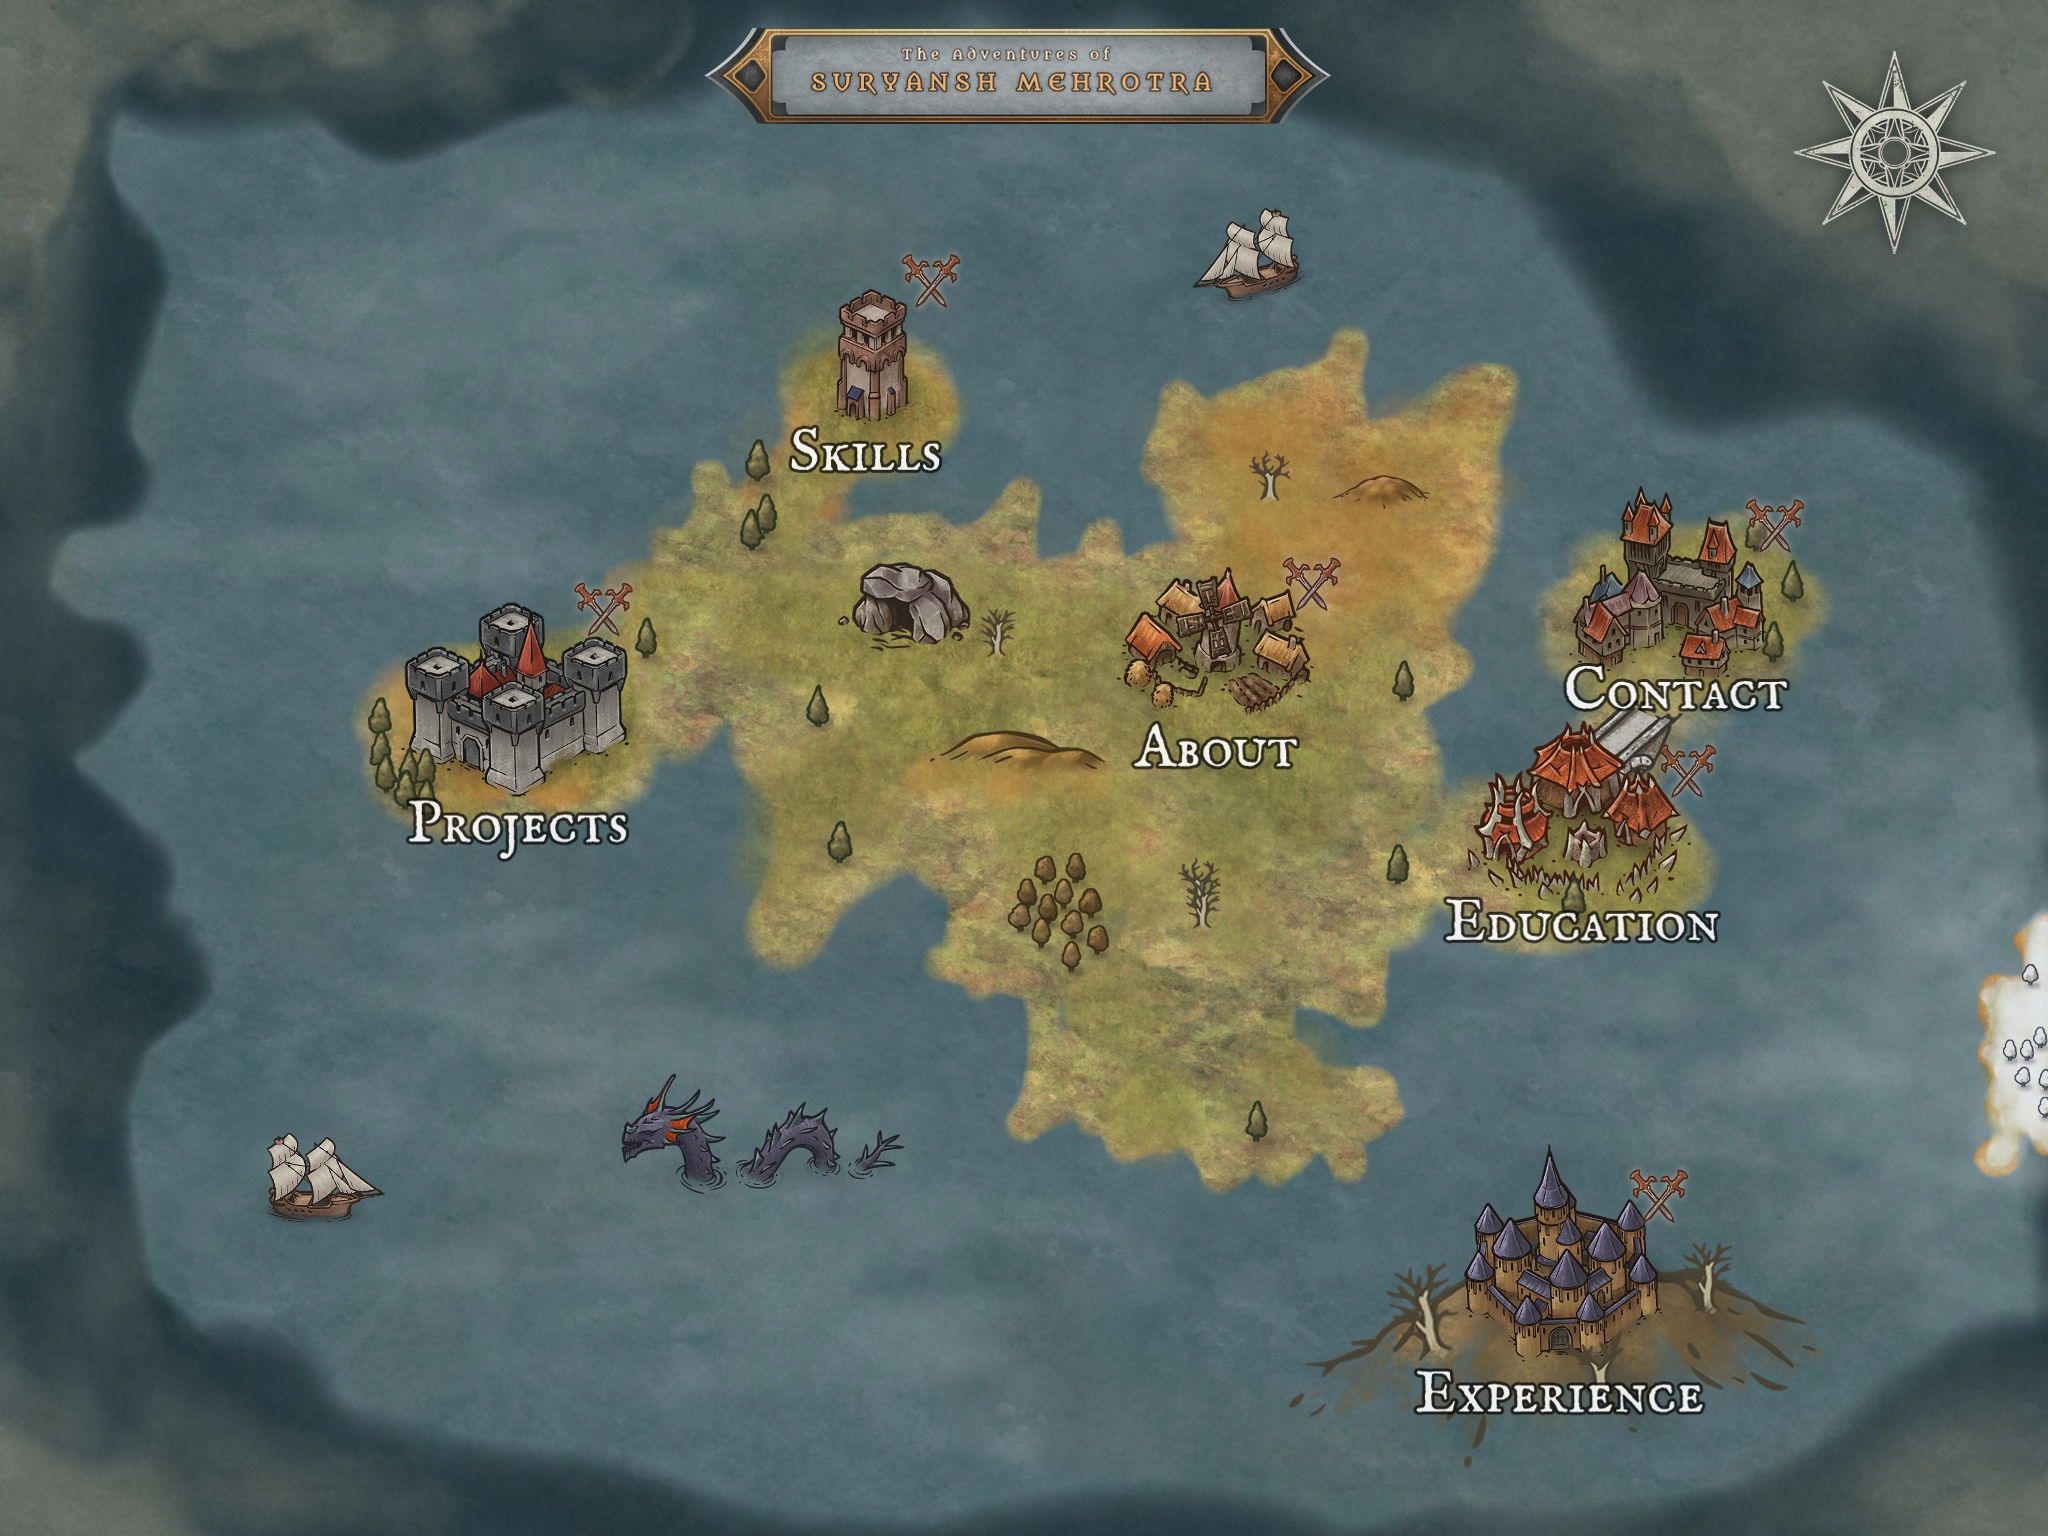 The Adventures of
SURYANSH MEHROTRA
SKILLS
CONTACT
ABOUT
PROJECTS
EDUCATION
EXPERIENCE